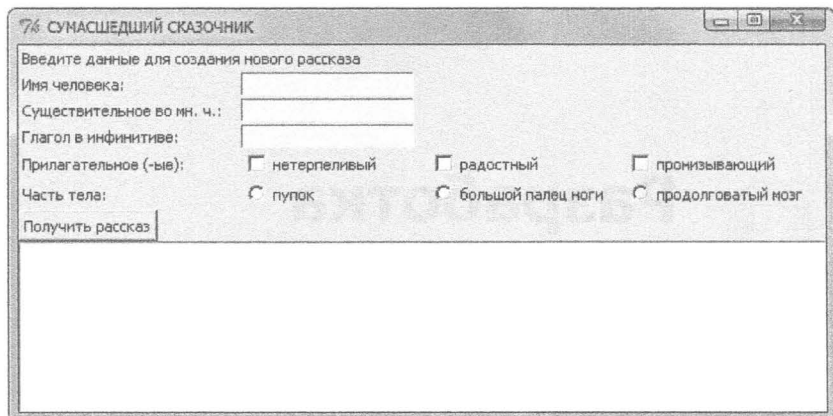 СУМАСШЕДШИЙ СКАЗОЧНИК
Введите данные для создания нового рассказа
Имя человека:
Существительное во мн. ч.:
Глагол в инфинитиве:
Прилагательное (-ые): нетерпеливый радостный пронизывающий
Часть тела: пупок большой палец ноги продолговатый мозг
Получить рассказ
Разработка